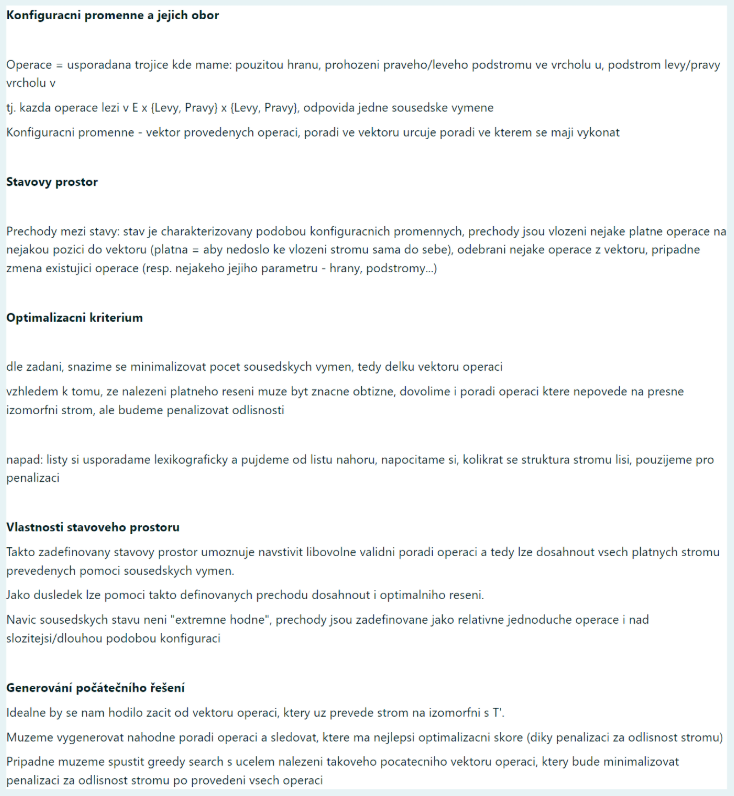 Konfiguracni promenne a jejich obor
Operace = usporadana trojice kde mame: pouzitou hranu, prohozeni praveho/leveho podstromu ve vrcholu u, podstrom levy/pravy
vrcholu v
tj. kazda operace lezi v E x {Levy, Pravy} x {Levy, Pravy}, odpovida jedne sousedske vymene
Konfiguracni promenne - vektor provedenych operaci, poradi ve vektoru urcuje poradi ve kterem se maji vykonat
Stavovy prostor
Prechody mezi stavy: stav je charakterizovany podobou konfiguracnich promennych, prechody jsou vlozeni nejake platne operace na
nejakou pozici do vektoru (platna = aby nedoslo ke vlozeni stromu sama do sebe), odebrani nejake operace z vektoru, pripadne
zmena existujici operace (resp. nejakeho jejiho parametru - hrany, podstromy...)
Optimalizacni kriterium
dle zadani, snazime se minimalizovat pocet sousedskych vymen, tedy delku vektoru operaci
vzhledem k tomu, ze nalezeni platneho reseni muze byt znacne obtizne, dovolime i poradi operaci ktere nepovede na presne
izomorfni strom, ale budeme penalizovat odlisnosti
napad: listy si usporadame lexikograficky a pujdeme od listu nahoru, napocitame si, kolikrat se struktura stromu lisi, pouzijeme pro
penalizaci
Vlastnosti stavoveho prostoru
Takto zadefinovany stavovy prostor umoznuje navstivit libovolne validni poradi operaci a tedy lze dosahnout vsech platnych stromu
prevedenych pomoci sousedskych vymen.
Jako dusledek lze pomoci takto definovanych prechodu dosahnout i optimalniho reseni.
Navic sousedskych stavu neni "extremne hodne", prechody jsou zadefinovane jako relativne jednoduche operace i nad
slozitejsi/dlouhou podobou konfiguraci
Generování počátečního řešení
Idealne by se nam hodilo zacit od vektoru operaci, ktery uz prevede strom na izomorfni s T'.
Muzeme vygenerovat nahodne poradi operaci a sledovat, ktere ma nejlepsi optimalizacni skore (diky penalizaci za odlisnost stromu)
Pripadne muzeme spustit greedy search s ucelem nalezeni takoveho pocatecniho vektoru operaci, ktery bude minimalizovat
penalizaci za odlisnost stromu po provedeni vsech operaci